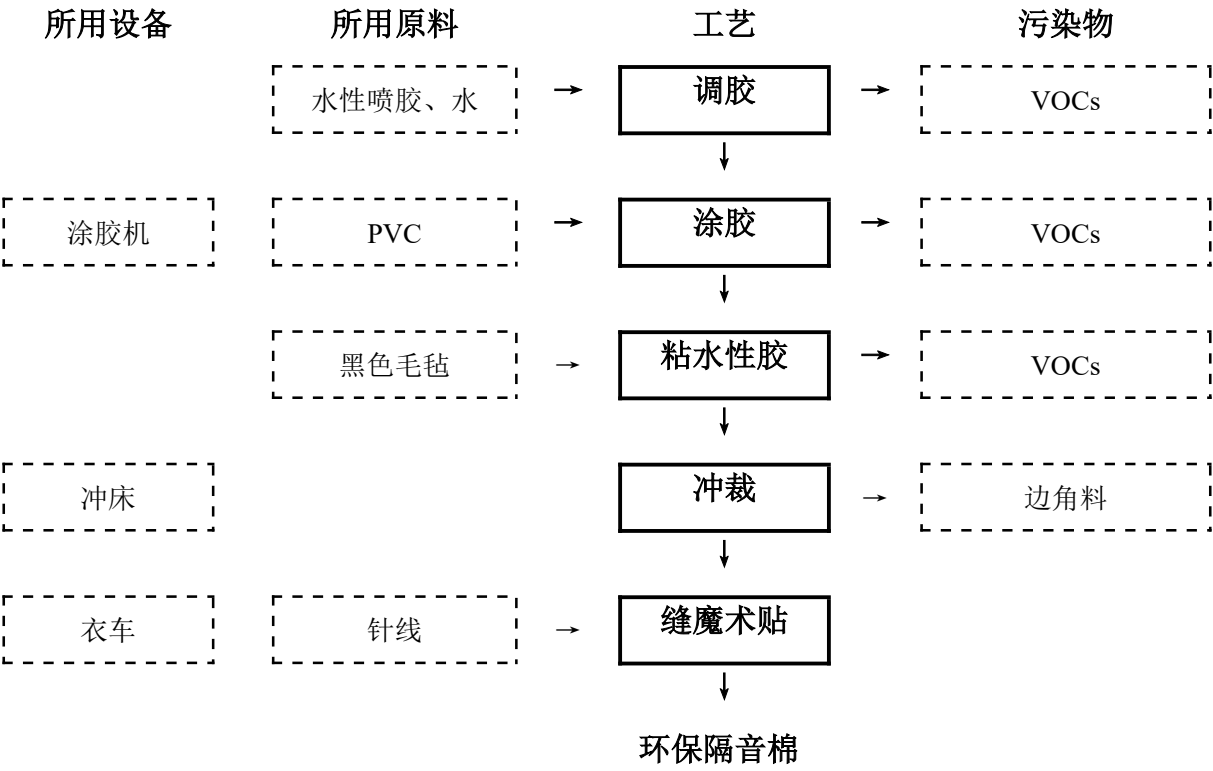 所用设备 所用原料 工艺 污染物
水性喷胶、水 → 调胶 → VOCs
↓
涂胶机 PVC → 涂胶 → VOCs
↓
黑色毛毡 → 粘水性胶 → VOCs
↓
冲床 冲裁 → 边角料
↓
衣车 针线 → 缝魔术贴
↓
环保隔音棉